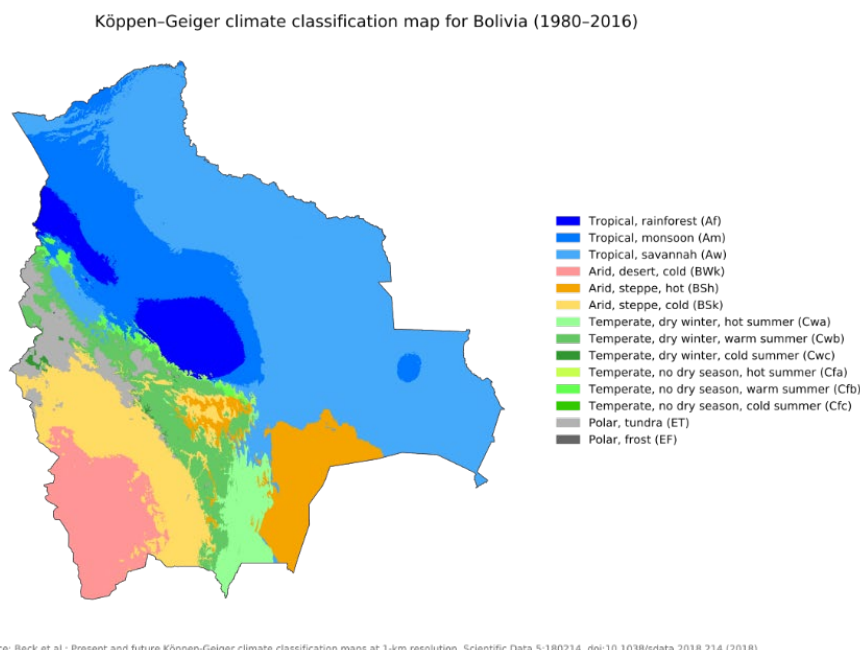 Köppen–Geiger climate classification map for Bolivia (1980–2016)
Tropical, rainforest (Af)
Tropical, monsoon (Am)
Tropical, savannah (Aw)
Arid, desert, cold (BWk)
Arid, steppe, hot (BSh)
Arid, steppe, cold (BSk)
Temperate, dry winter, hot summer (Cwa)
Temperate, dry winter, warm summer (Cwb)
Temperate, dry winter, cold summer (Cwc)
Temperate, no dry season, hot summer (Cfa)
Temperate, no dry season, warm summer (Cfb)
Temperate, no dry season, cold summer (Cfc)
Polar, tundra (ET)
Polar, frost (EF)
Beck et al.: Present and future Köppen-Geiger climate classification maps at 1-km resolution, Scientific Data 5:180214, doi:10.1038/sdata.2018.214 (2018)